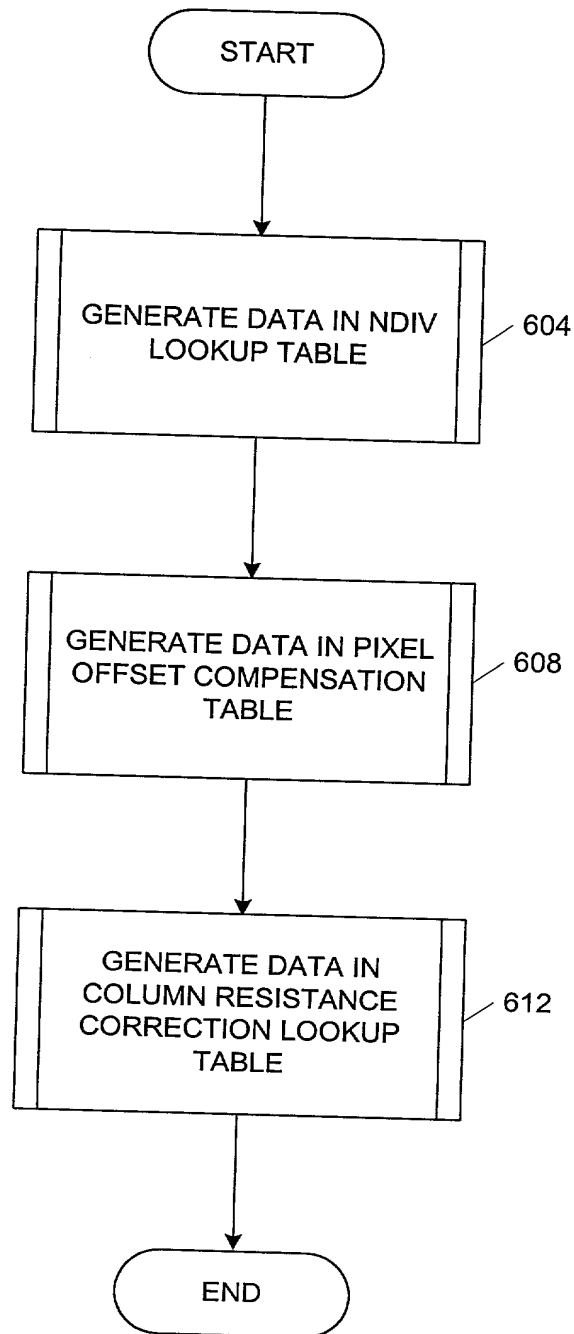 START
GENERATE DATA IN NDIV
LOOKUP TABLE
604
GENERATE DATA IN PIXEL
OFFSET COMPENSATION
TABLE
608
GENERATE DATA IN
COLUMN RESISTANCE
CORRECTION LOOKUP
TABLE
612
END